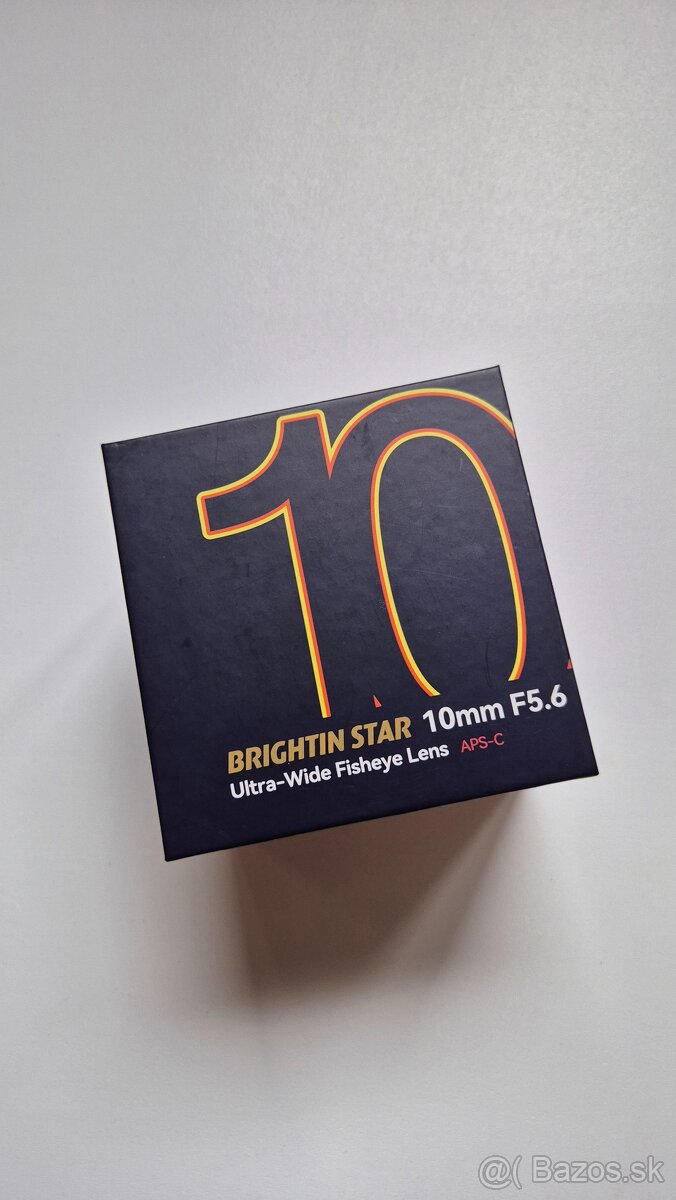 10
BRIGHTIN STAR 10mm F5.6
Ultra-Wide Fisheye Lens APS-C
@( Bazos.sk